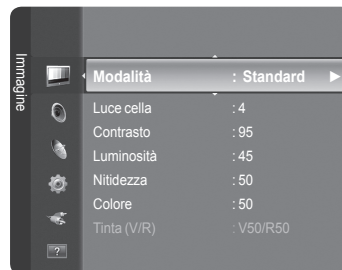 Immagine
Modalità : Standard
Luce cella : 4
Contrasto : 95
Luminosità : 45
Nitidezza : 50
Colore : 50
Tinta (V/R) : V50/R50
?